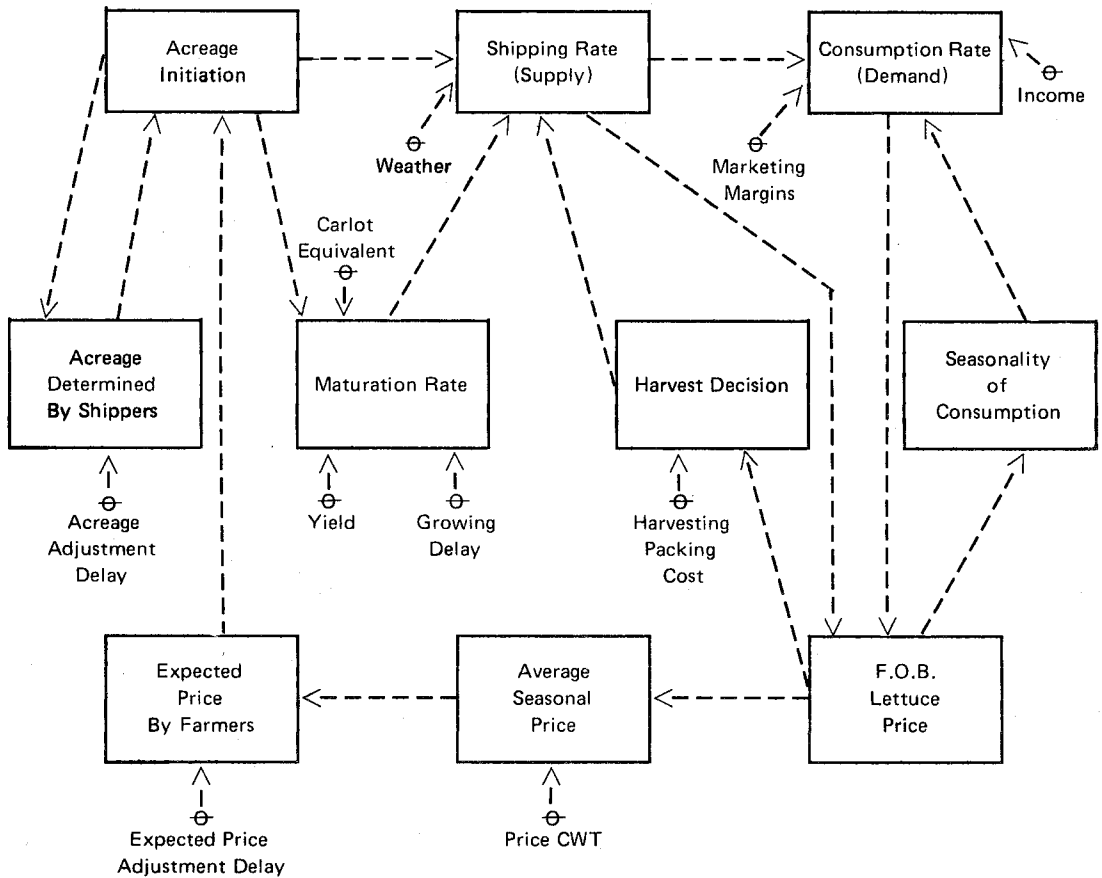 Acreage
Initiation
Shipping Rate
(Supply)
Consumption Rate
(Demand)
Income
Weather
Marketing
Margins
Carlot
Equivalent
Acreage
Determined
By Shippers
Maturation Rate
Harvest Decision
Seasonality
of
Consumption
Acreage
Adjustment
Delay
Yield
Growing
Delay
Harvesting
Packing
Cost
Expected
Price
By Farmers
Average
Seasonal
Price
F.O.B.
Lettuce
Price
Expected Price
Adjustment Delay
Price CWT